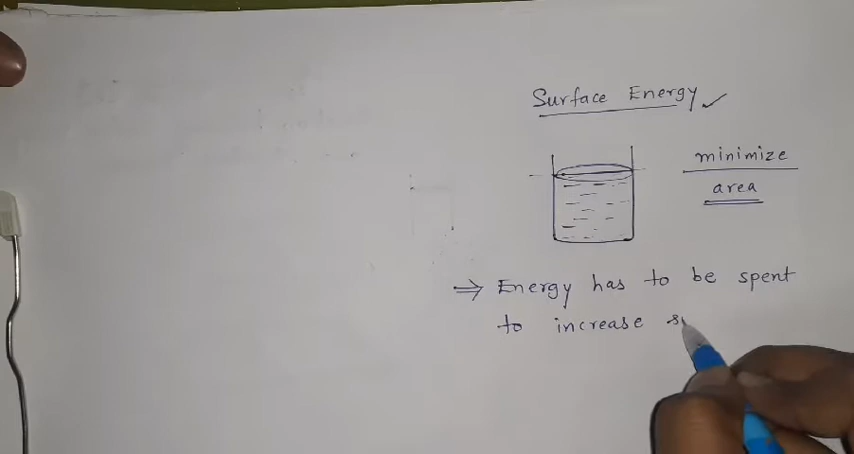 Surface Energy
minimize
area
⇒ Energy has to be spent
to increase s